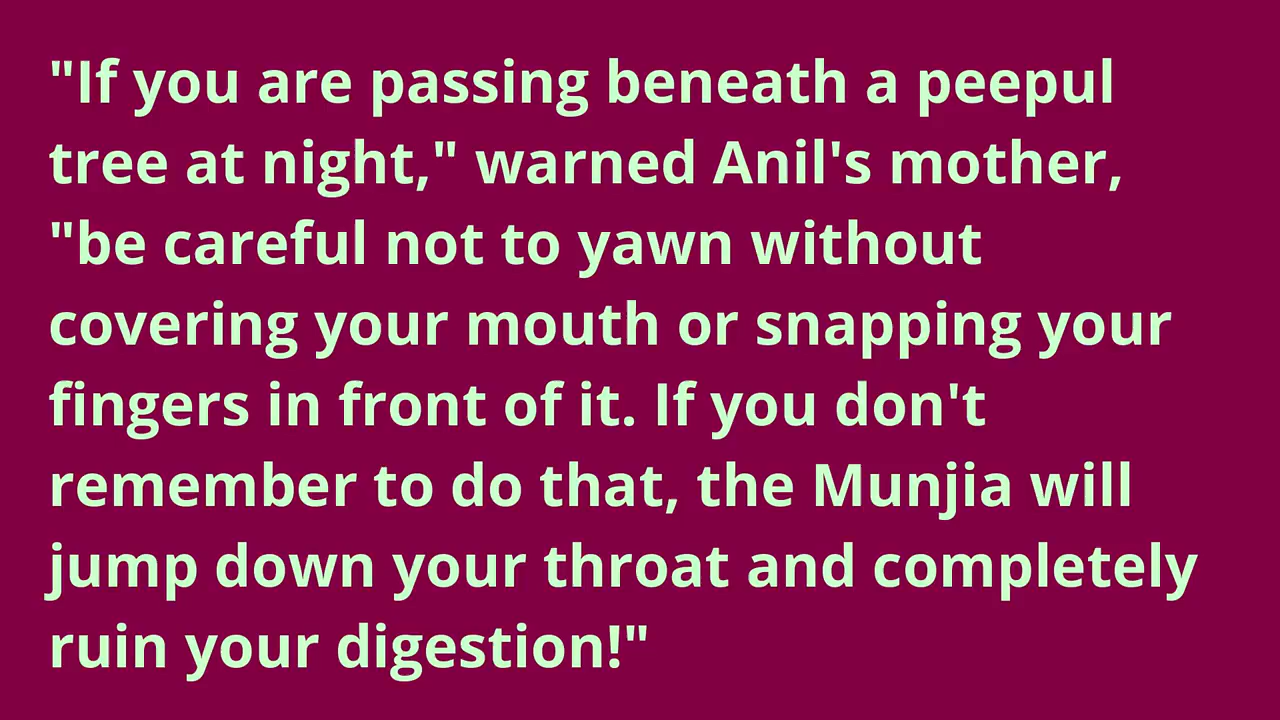 "If you are passing beneath a peepul
tree at night," warned Anil's mother,
"be careful not to yawn without
covering your mouth or snapping your
fingers in front of it. If you don't
remember to do that, the Munjia will
jump down your throat and completely
ruin your digestion!"